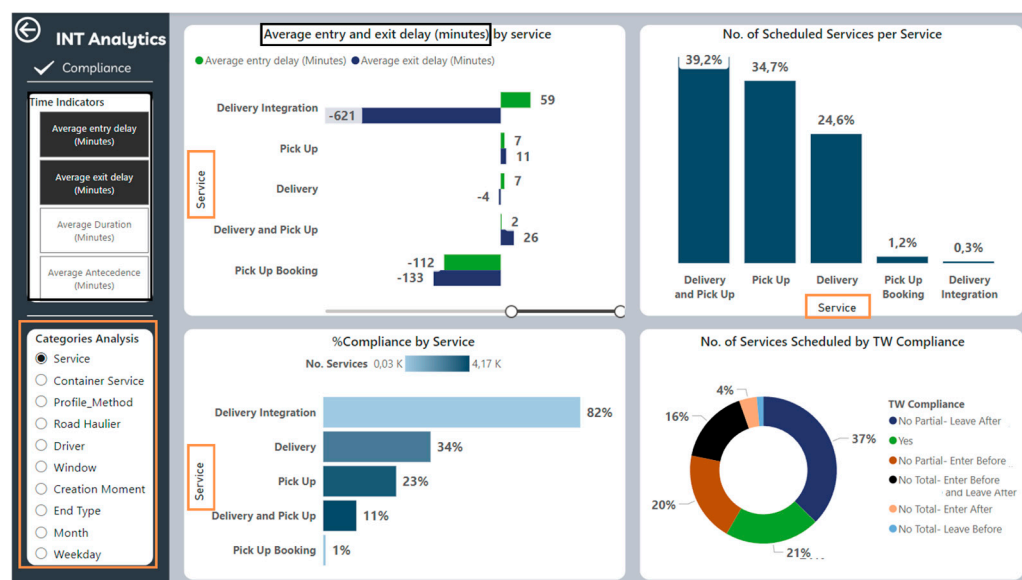 INT Analytics
Compliance
Time Indicators
Average entry delay
(Minutes)
Average exit delay
(Minutes)
Average Duration
(Minutes)
Average Antecedence
(Minutes)
Categories Analysis
Service
Container Service
Profile_Method
Road Haulier
Driver
Window
Creation Moment
End Type
Month
Weekday
Average entry and exit delay (minutes) by service
Average entry delay (Minutes) Average exit delay (Minutes)
Service
Delivery Integration
59
-621
Pick Up
7
11
Delivery
7
-4
Delivery and Pick Up
2
26
Pick Up Booking
-112
-133
No. of Scheduled Services per Service
39,2%
34,7%
24,6%
1,2%
0,3%
Delivery
and Pick Up
Pick Up
Delivery
Pick Up
Booking
Delivery
Integration
Service
%Compliance by Service
No. Services 0,03 K 4,17 K
Service
Delivery Integration 82%
Delivery 34%
Pick Up 23%
Delivery and Pick Up 11%
Pick Up Booking 1%
No. of Services Scheduled by TW Compliance
4%
16%
37%
20%
21%
TW Compliance
No Partial- Leave After
Yes
No Partial- Enter Before
No Total- Enter Before
and Leave After
No Total- Enter After
No Total- Leave Before